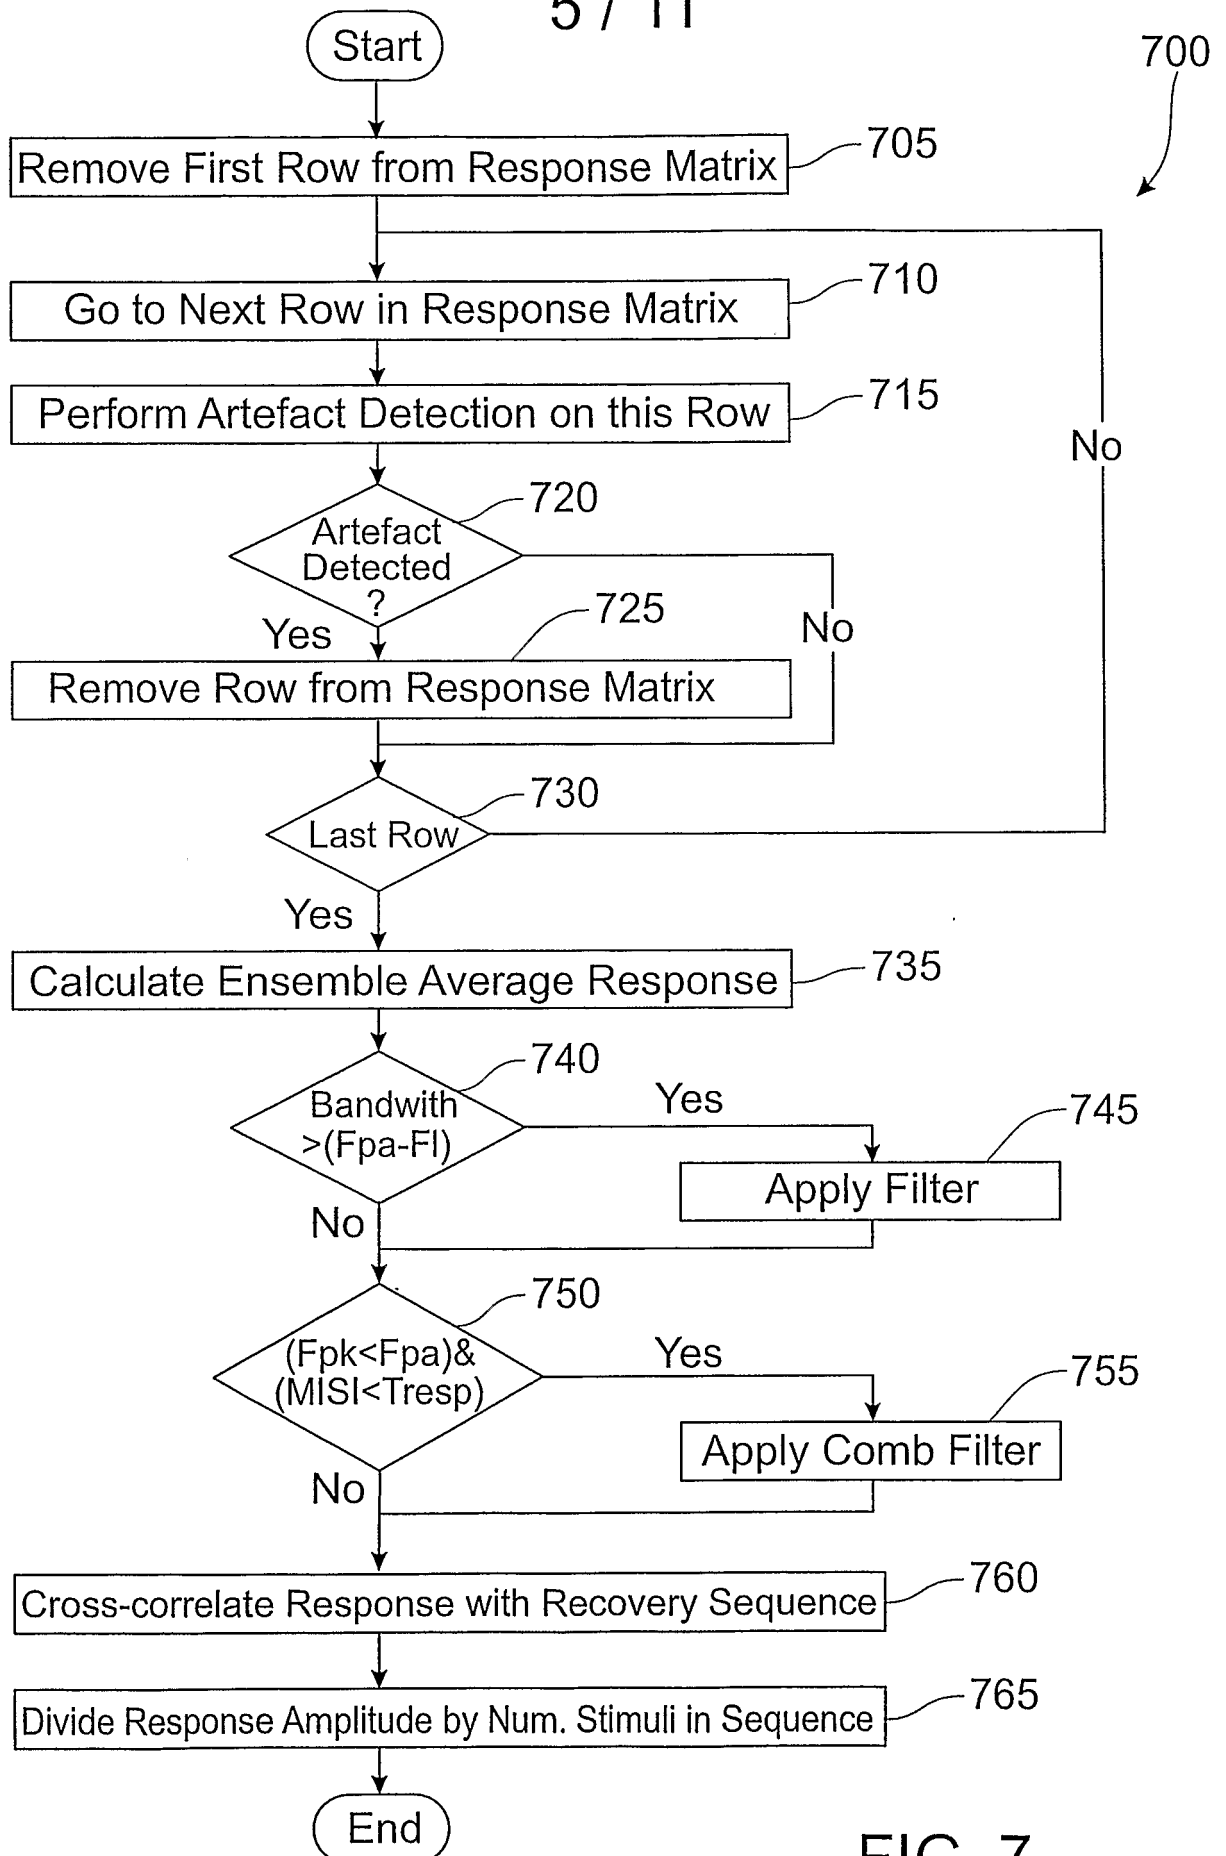 5 / 11
Start
700
Remove First Row from Response Matrix
705
Go to Next Row in Response Matrix
710
Perform Artefact Detection on this Row
715
No
Artefact
Detected
?
720
Yes
725
No
Remove Row from Response Matrix
Last Row
730
Yes
Calculate Ensemble Average Response
735
Bandwith
>(Fpa-Fl)
740
Yes
745
Apply Filter
No
750
(Fpk<Fpa)&
(MISI<Tresp)
Yes
755
Apply Comb Filter
No
Cross-correlate Response with Recovery Sequence
760
Divide Response Amplitude by Num. Stimuli in Sequence
765
End
FIG. 7